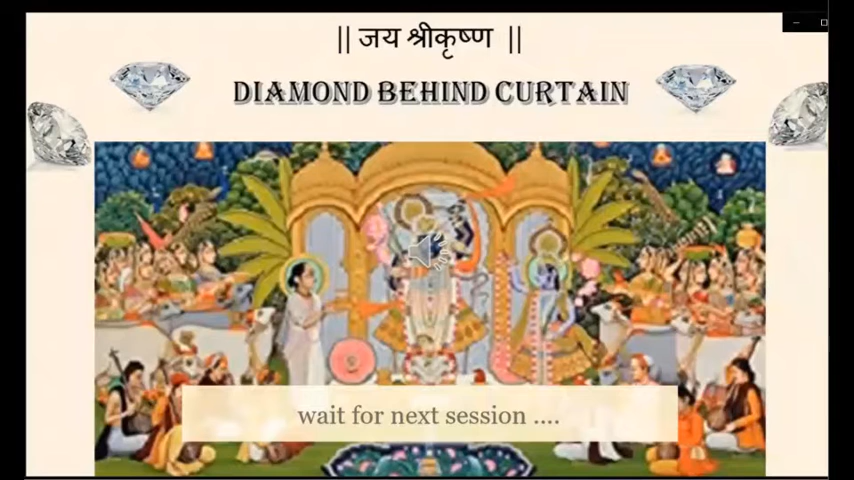 || जय श्रीकृष्ण ||
DIAMOND BEHIND CURTAIN
wait for next session ....